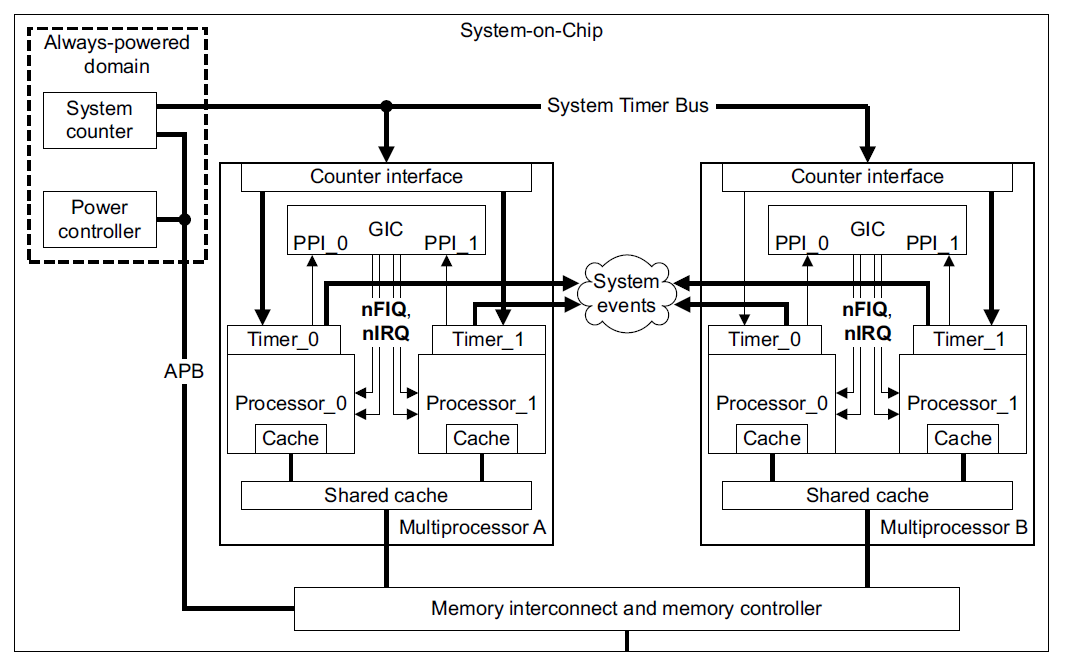 System-on-Chip
Always-powered
domain
System
counter
System Timer Bus
Power
controller
Counter interface
GIC
PPI_0
PPI_1
nFIQ,
nIRQ
Timer_0
Timer_1
Processor_0
Processor_1
Cache
Cache
Shared cache
Multiprocessor A
System
events
Counter interface
GIC
PPI_0
PPI_1
nFIQ,
nIRQ
Timer_0
Timer_1
Processor_0
Processor_1
Cache
Cache
Shared cache
Multiprocessor B
APB
Memory interconnect and memory controller